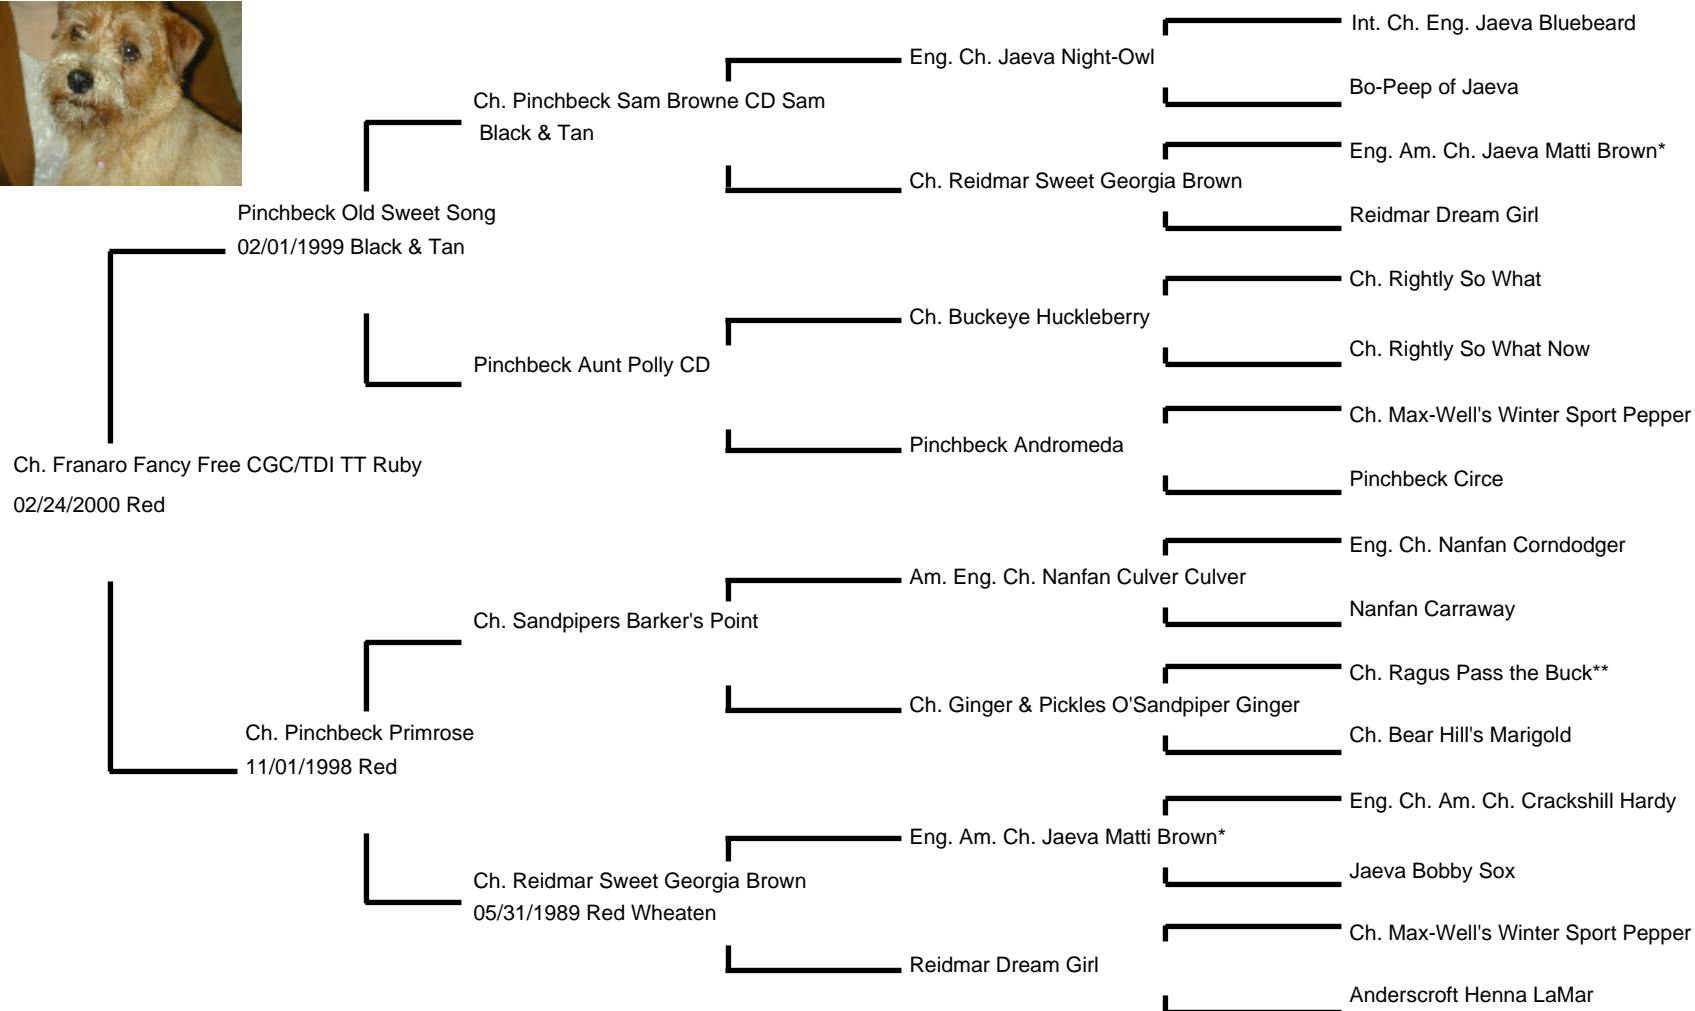 Int. Ch. Eng. Jaeva Bluebeard
Eng. Ch. Jaeva Night-Owl
Bo-Peep of Jaeva
Ch. Pinchbeck Sam Browne CD Sam
Black & Tan
Eng. Am. Ch. Jaeva Matti Brown*
Ch. Reidmar Sweet Georgia Brown
Reidmar Dream Girl
Pinchbeck Old Sweet Song
02/01/1999 Black & Tan
Ch. Rightly So What
Ch. Buckeye Huckleberry
Ch. Rightly So What Now
Pinchbeck Aunt Polly CD
Ch. Max-Well's Winter Sport Pepper
Pinchbeck Andromeda
Pinchbeck Circe
Ch. Franaro Fancy Free CGC/TDI TT Ruby
02/24/2000 Red
Eng. Ch. Nanfan Corndodger
Am. Eng. Ch. Nanfan Culver Culver
Nanfan Carraway
Ch. Sandpipers Barker's Point
Ch. Ragus Pass the Buck**
Ch. Ginger & Pickles O'Sandpiper Ginger
Ch. Bear Hill's Marigold
Ch. Pinchbeck Primrose
11/01/1998 Red
Eng. Ch. Am. Ch. Crackshill Hardy
Eng. Am. Ch. Jaeva Matti Brown*
Jaeva Bobby Sox
Ch. Reidmar Sweet Georgia Brown
05/31/1989 Red Wheaten
Ch. Max-Well's Winter Sport Pepper
Reidmar Dream Girl
Anderscroft Henna LaMar